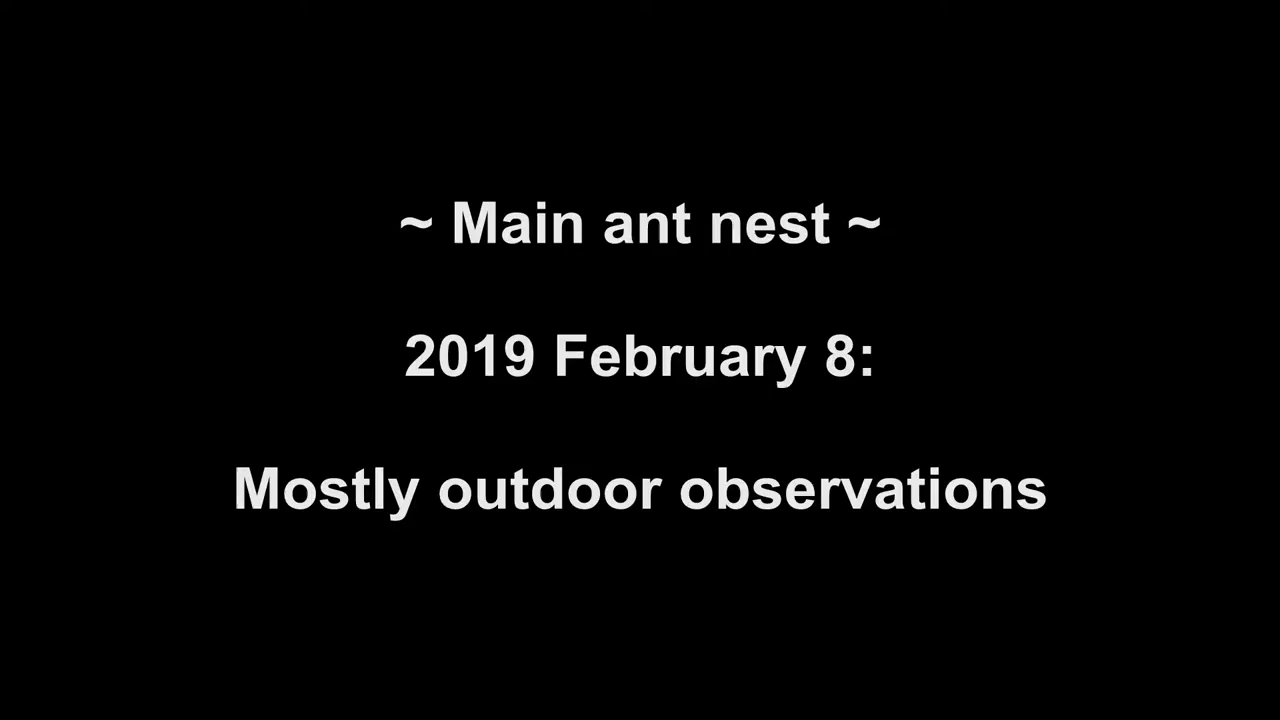 ~ Main ant nest ~
2019 February 8:
Mostly outdoor observations